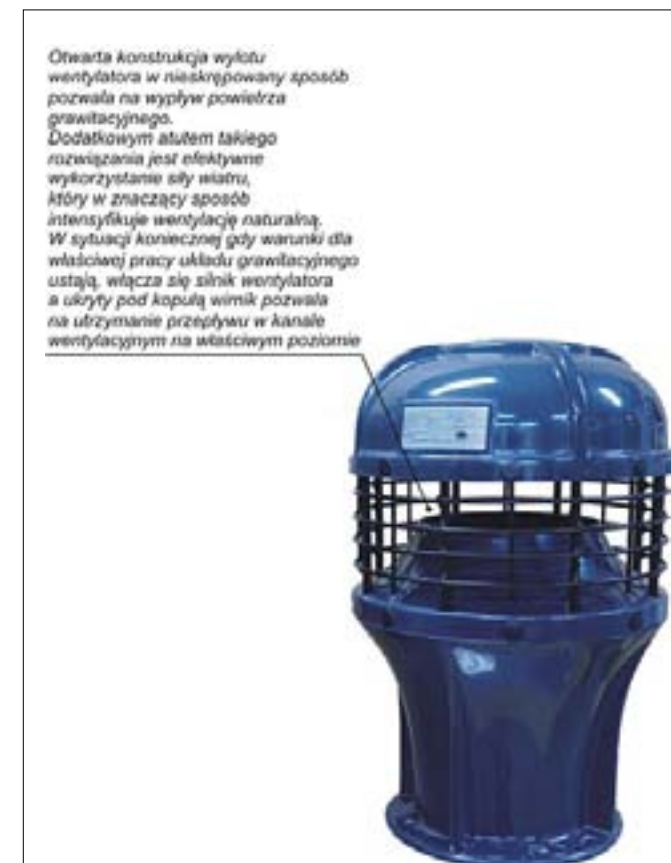 Otwarta konstrukcja wylotu
wentylatora w nieskrępowany sposób
pozwala na wypływ powietrza
grawitacyjnego.
Dodatkowym atutem takiego
rozwiązania jest efektywne
wykorzystanie siły wiatru,
który w znaczący sposób
intensyfikuje wentylację naturalną.
W sytuacji koniecznej gdy warunki dla
właściwej pracy układu grawitacyjnego
ustają, włącza się silnik wentylatora
a ukryty pod kopułą wirnik pozwala
na utrzymanie przepływu w kanale
wentylacyjnym na właściwym poziomie